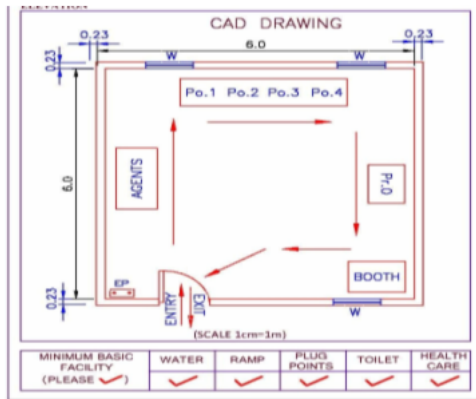 ELEVATION
CAD DRAWING
0.23
6.0
0.23
W
W
0.23
Po.1 Po.2 Po.3 Po.4
6.0
AGENTS
Pr.0
EP
BOOTH
0.23
ENTRY
EXIT
W
(SCALE 1cm=1m)
MINIMUM BASIC FACILITY (PLEASE ✓)
WATER
RAMP
PLUG POINTS
TOILET
HEALTH CARE